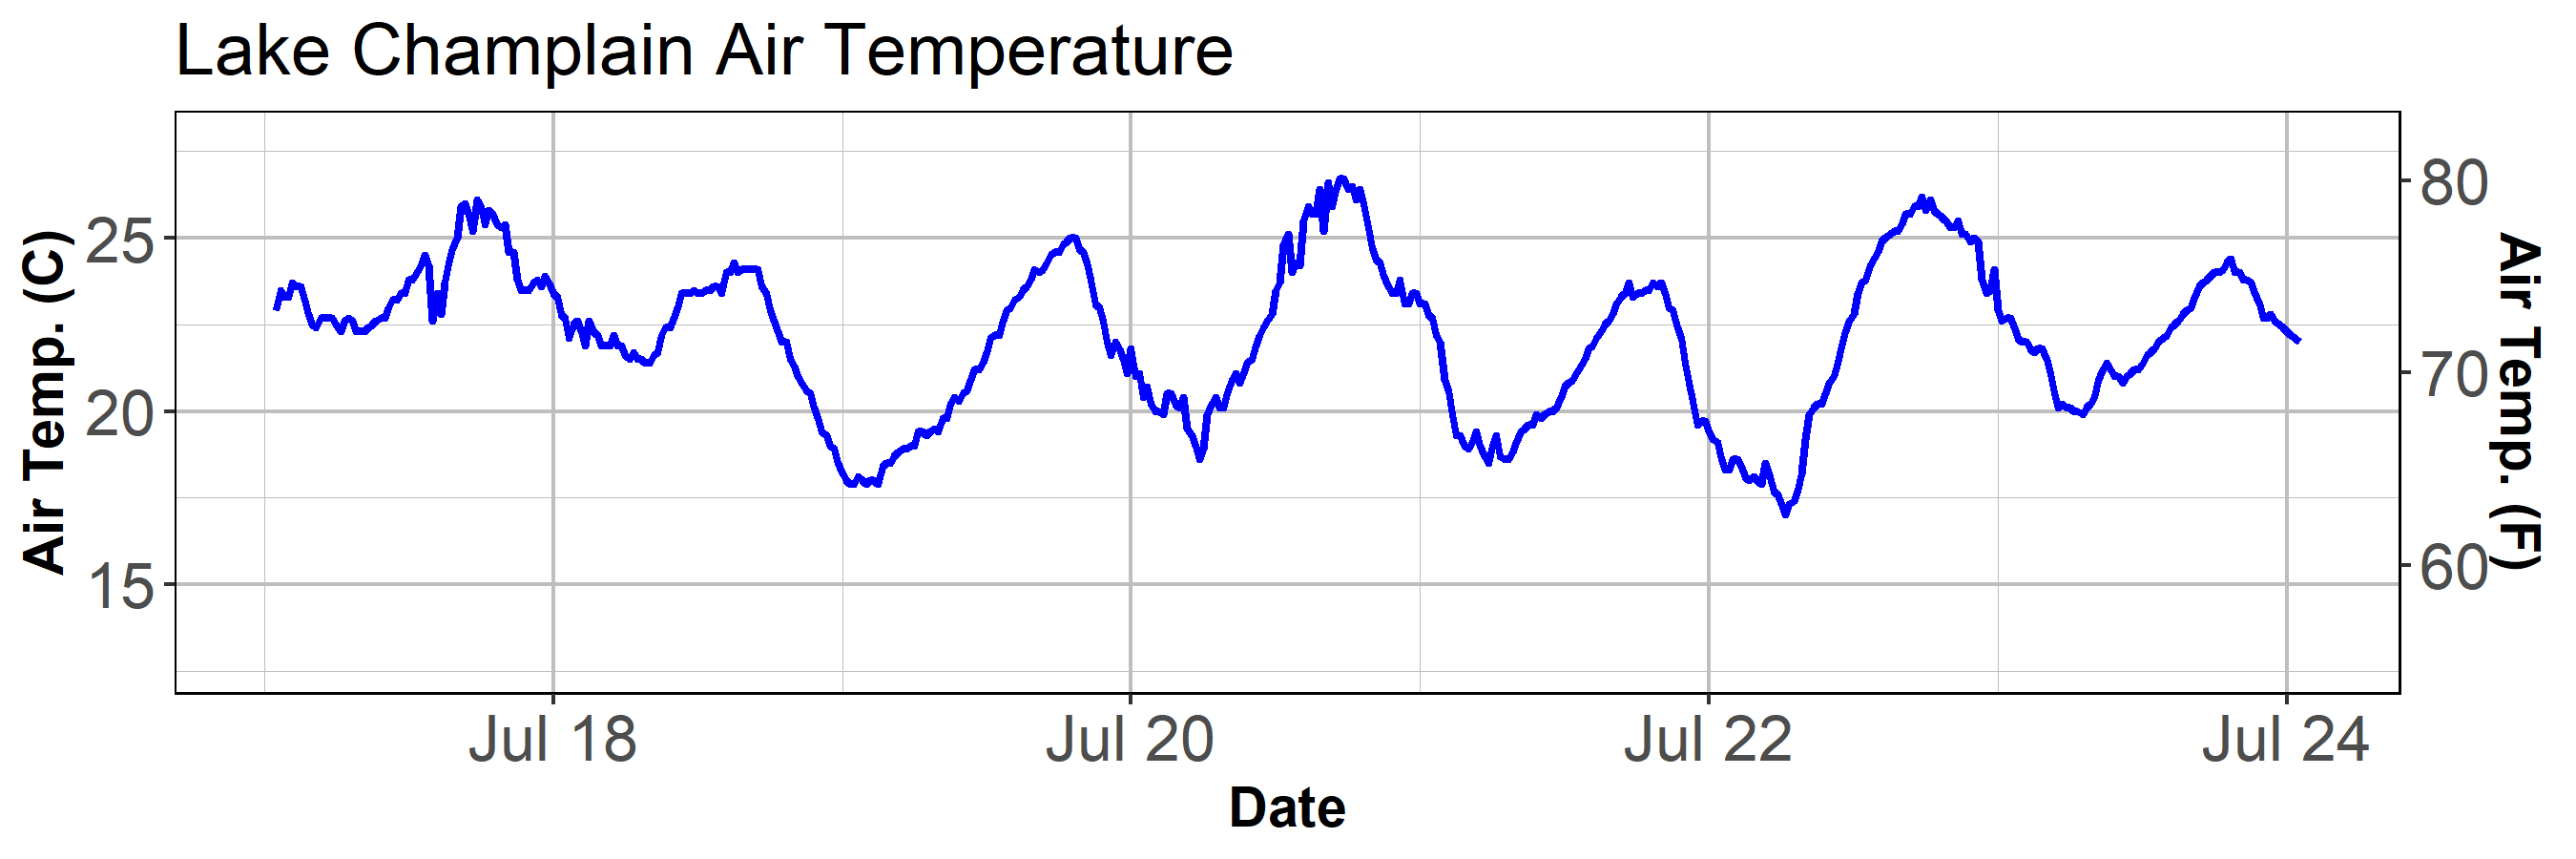 Lake Champlain Air Temperature
Air Temp. (C)
25
20
15
80
70
60
Air Temp. (F)
Jul 18 Jul 20 Jul 22 Jul 24
Date